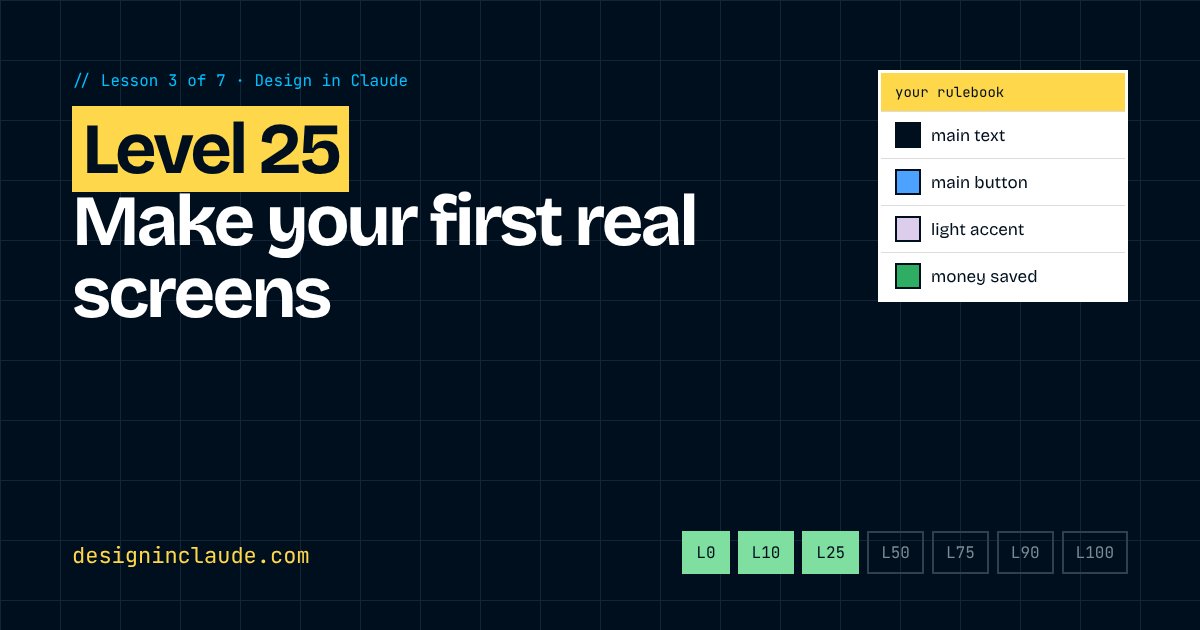 // Lesson 3 of 7 · Design in Claude
Level 25
Make your first real
screens
your rulebook
main text
main button
light accent
money saved
designinclaude.com
L0 L10 L25 L50 L75 L90 L100